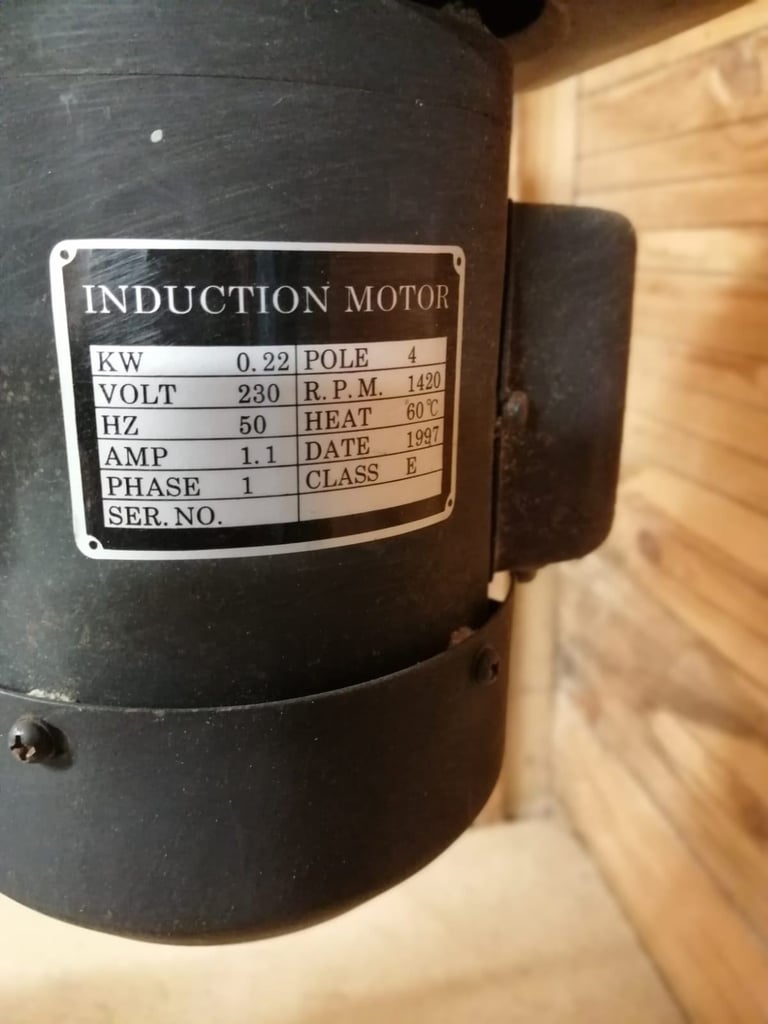 INDUCTION MOTOR
KW 0.22 POLE 4
VOLT 230 R.P.M. 1420
HZ 50 HEAT 60°C
AMP 1.1 DATE 1997
PHASE 1 CLASS E
SER. NO.